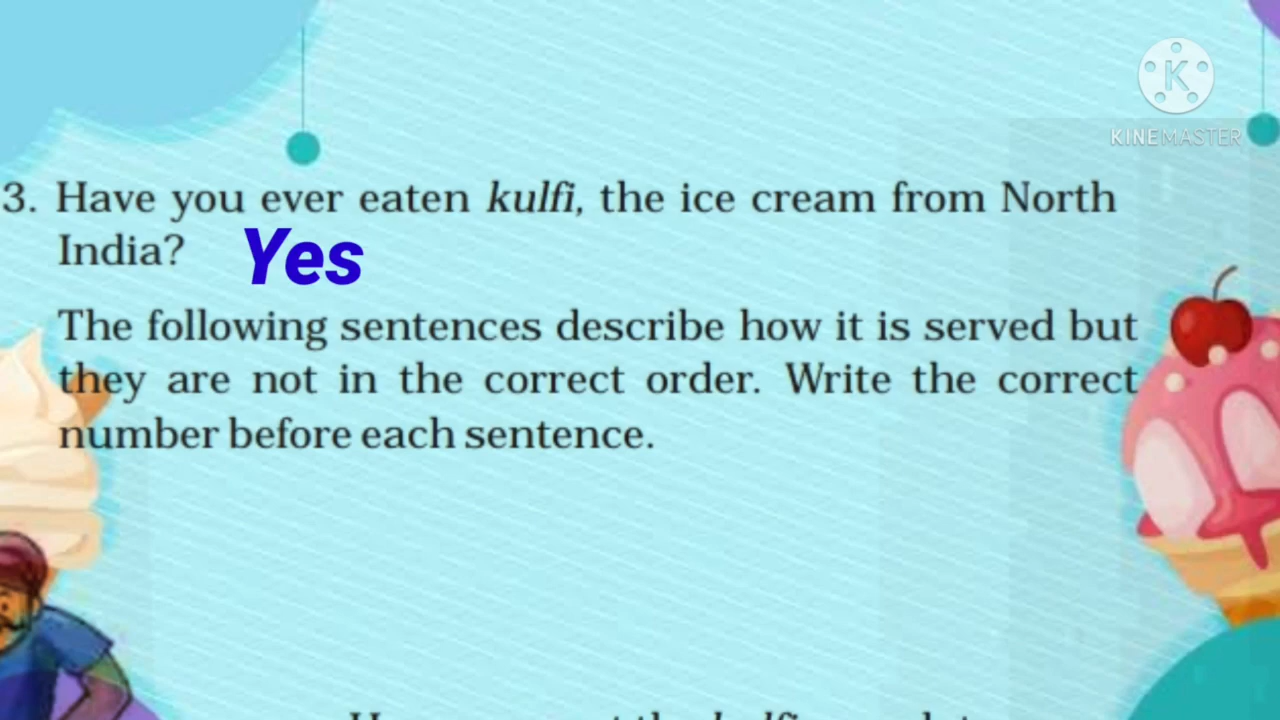 KINEMASTER
3. Have you ever eaten kulfi, the ice cream from North
India? Yes
The following sentences describe how it is served but
they are not in the correct order. Write the correct
number before each sentence.